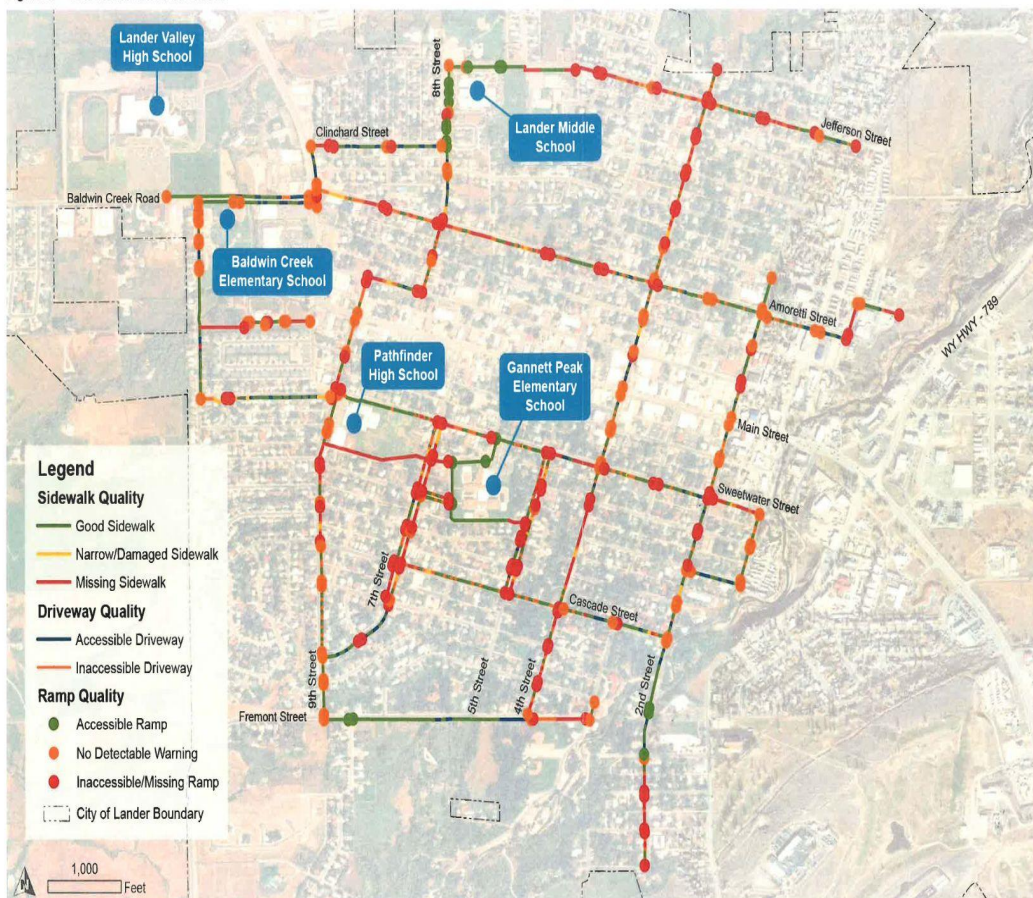 Lander Valley
High School
8th Street
Clinchard Street
Lander Middle
School
Jefferson Street
Baldwin Creek Road
Baldwin Creek
Elementary School
Amoretti Street
WY HWY - 789
Pathfinder
High School
Gannett Peak
Elementary
School
Main Street
Sweetwater Street
7th Street
Cascade Street
9th Street
5th Street
4th Street
2nd Street
Fremont Street
Legend
Sidewalk Quality
Good Sidewalk
Narrow/Damaged Sidewalk
Missing Sidewalk
Driveway Quality
Accessible Driveway
Inaccessible Driveway
Ramp Quality
Accessible Ramp
No Detectable Warning
Inaccessible/Missing Ramp
City of Lander Boundary
N
1,000
Feet